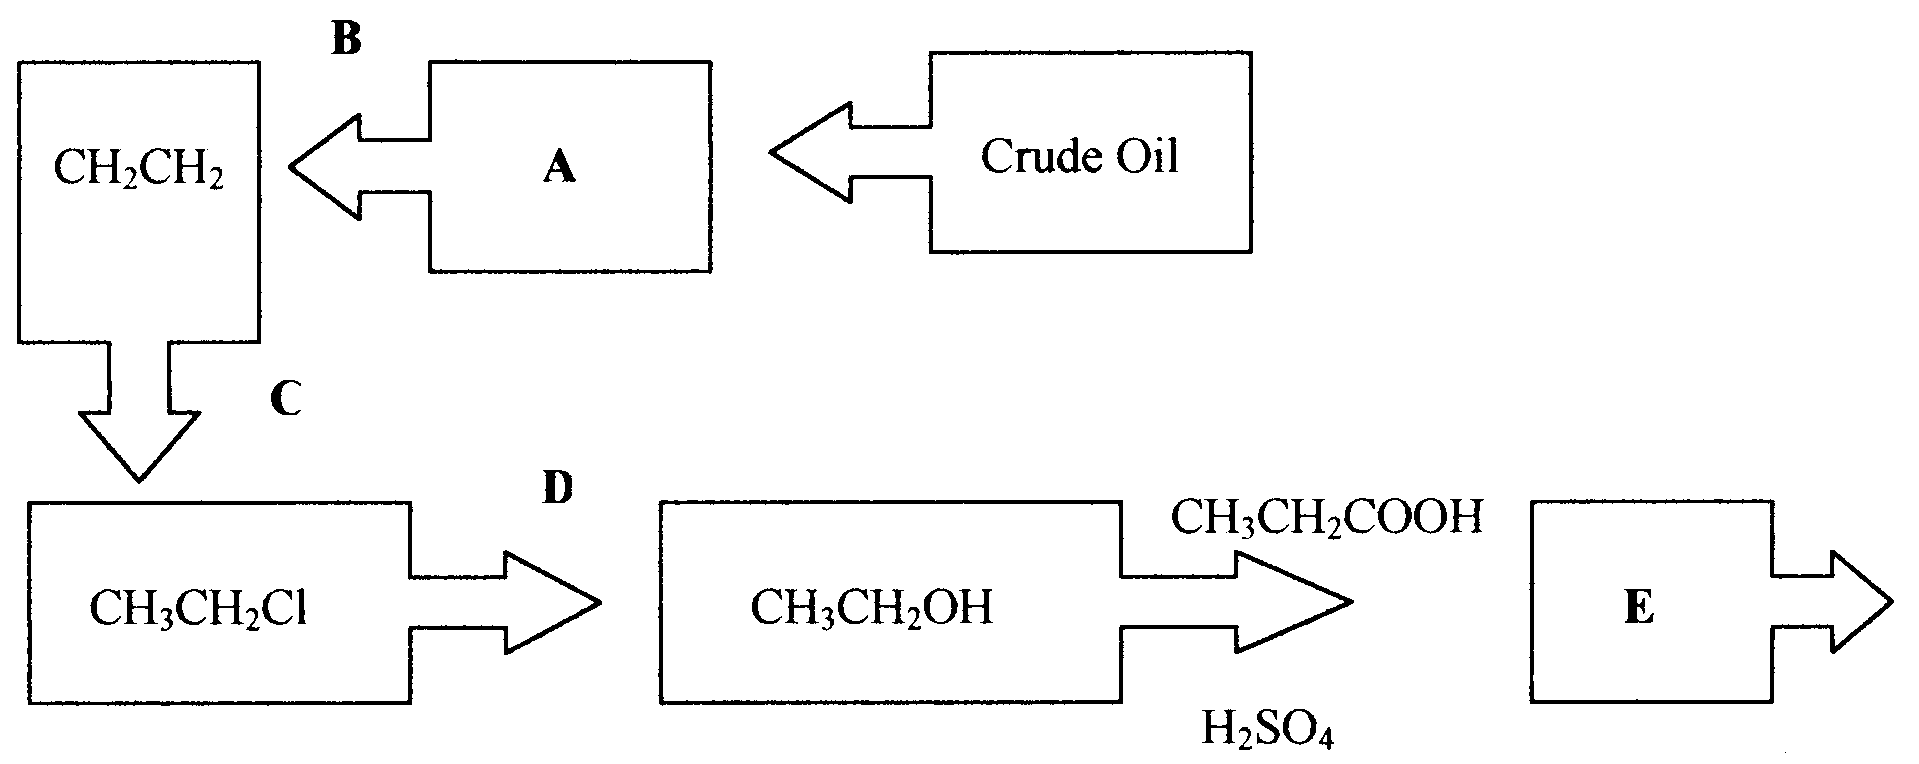 B
CH₂CH₂
A
Crude Oil
C
D
CH₃CH₂COOH
CH₃CH₂Cl
CH₃CH₂OH
E
H₂SO₄